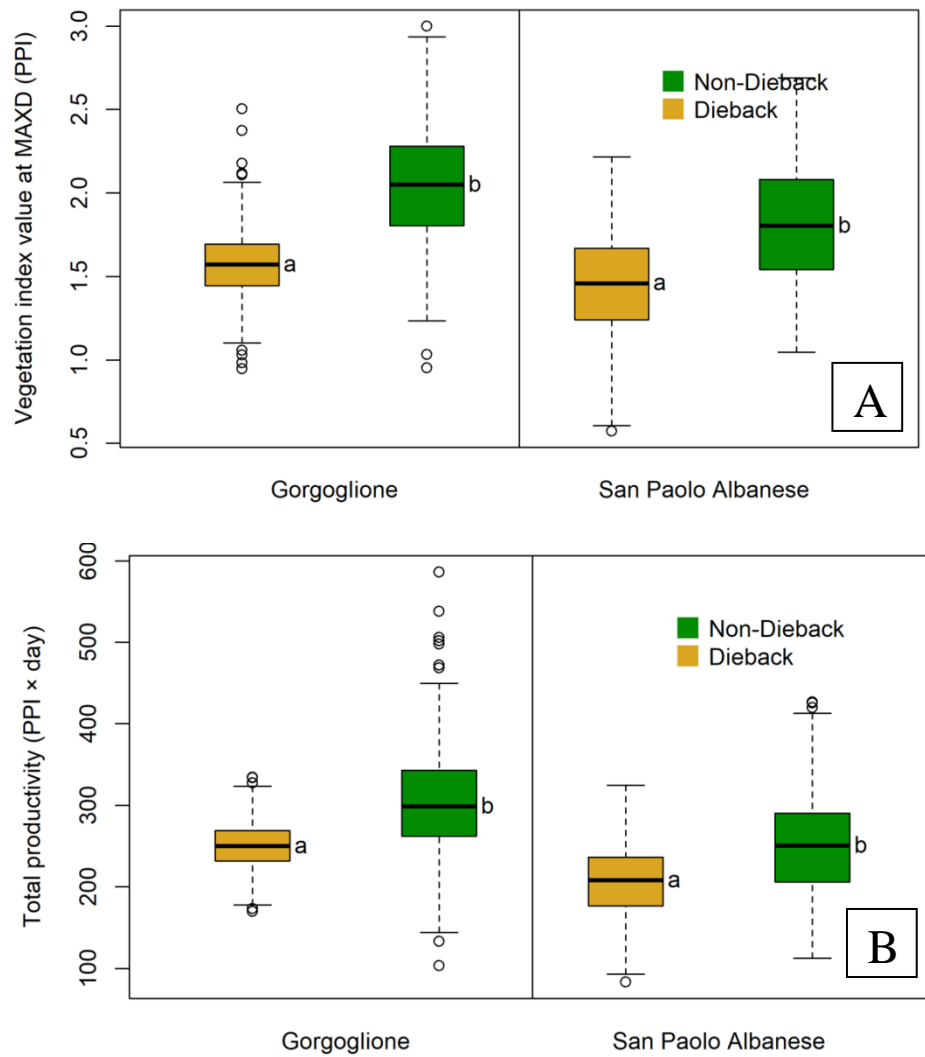 Vegetation index value at MAXD (PPI)
3.0
2.5
2.0
1.5
1.0
0.5
Non-Dieback
Dieback
a
b
a
b
A
Gorgoglione
San Paolo Albanese
Total productivity (PPI × day)
600
500
400
300
200
100
Non-Dieback
Dieback
a
b
a
b
B
Gorgoglione
San Paolo Albanese